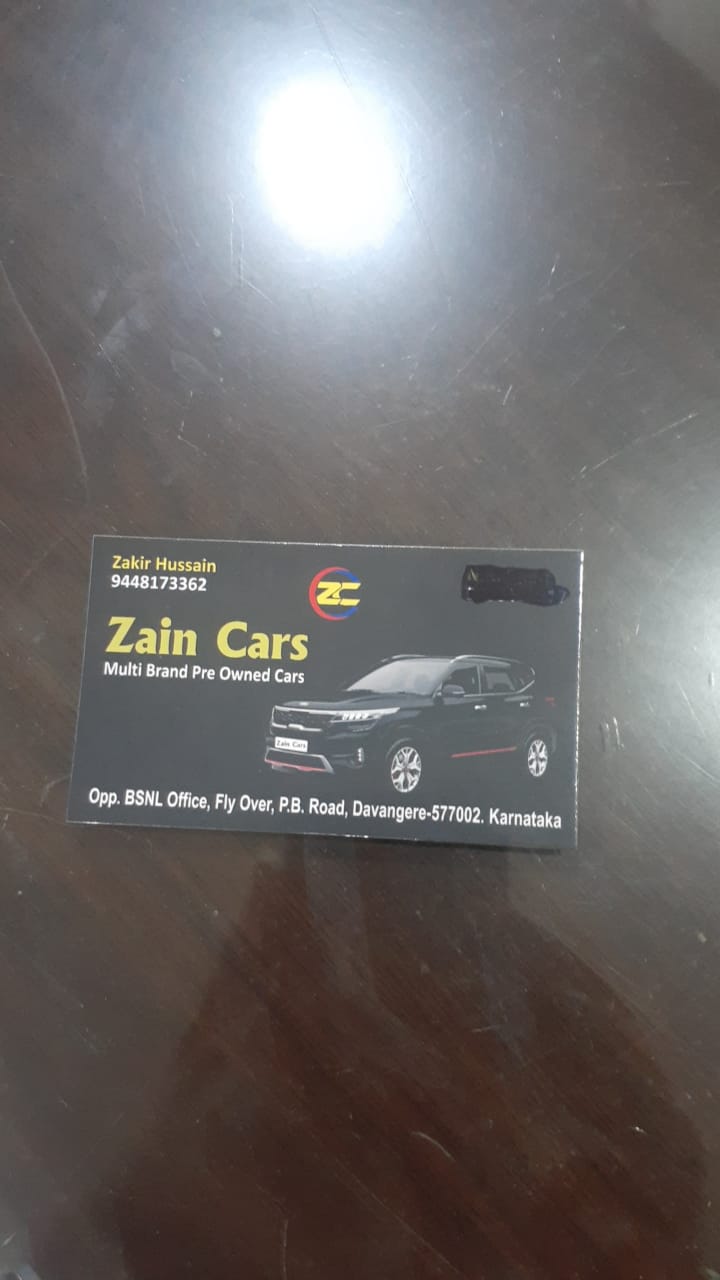 Zakir Hussain
9448173362
ZC
Zain Cars
Multi Brand Pre Owned Cars
Zain Cars
Opp. BSNL Office, Fly Over, P.B. Road, Davangere-577002. Karnataka